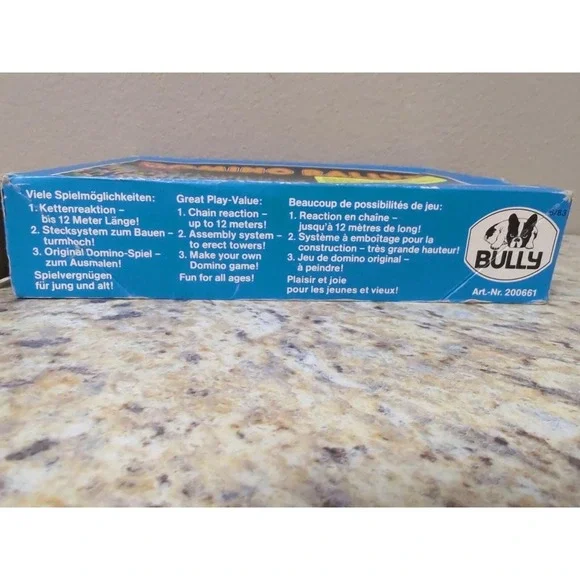 Viele Spielmöglichkeiten:
1. Kettenreaktion –
bis 12 Meter Länge!
2. Stecksystem zum Bauen –
turmhoch!
3. Original Domino-Spiel –
zum Ausmalen!
Spielvergnügen
für jung und alt!
Great Play-Value:
1. Chain reaction –
up to 12 meters!
2. Assembly system –
to erect towers!
3. Make your own
Domino game!
Fun for all ages!
Beaucoup de possibilités de jeu:
1. Reaction en chaîne –
jusqu'à 12 mètres de long!
2. Système à emboîtage pour la
construction – très grande hauteur!
3. Jeu de domino original –
à peindre!
Plaisir et joie
pour les jeunes et vieux!
BULLY
Art.-Nr. 200661